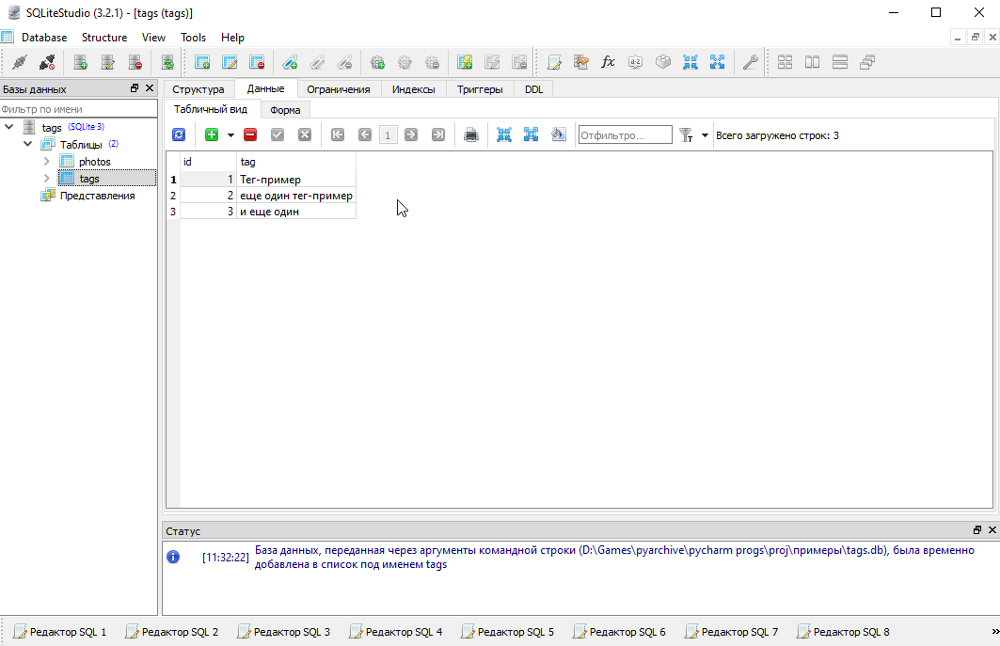 SQLiteStudio (3.2.1) - [tags (tags)]
Database Structure View Tools Help
Базы данных
Фильтр по имени
tags (SQLite 3)
Таблицы (2)
photos
tags
Представления
Структура Данные Ограничения Индексы Триггеры DDL
Табличный вид Форма
1 Отфильтро... Всего загружено строк: 3
id tag
1 1 Тег-пример
2 2 еще один тег-пример
3 3 и еще один
Статус
[11:32:22] База данных, переданная через аргументы командной строки (D:\Games\pyarchive\pycharm progs\proj\примеры\tags.db), была временно
добавлена в список под именем tags
Редактор SQL 1 Редактор SQL 2 Редактор SQL 3 Редактор SQL 4 Редактор SQL 5 Редактор SQL 6 Редактор SQL 7 Редактор SQL 8